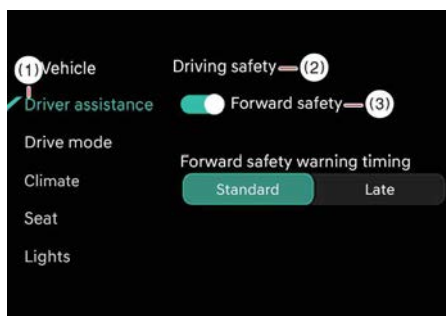 (1) Vehicle
Driving safety (2)
Driver assistance
Forward safety (3)
Drive mode
Forward safety warning timing
Climate
Standard
Late
Seat
Lights